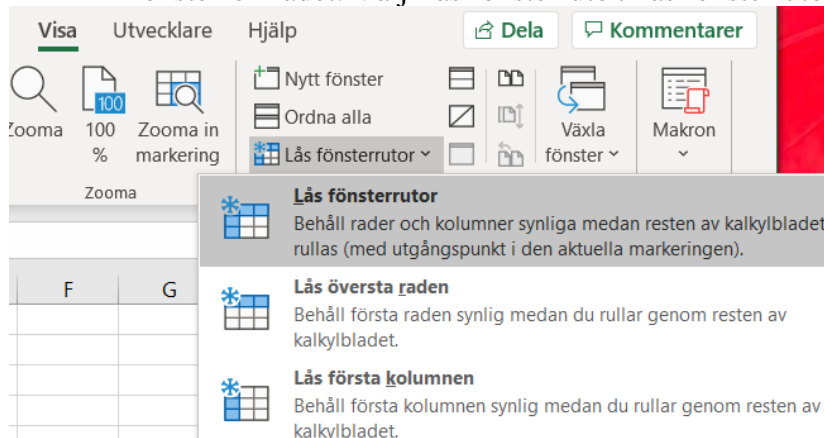 Visa Utvecklare Hjälp Dela Kommentarer
Nytt fönster
Ordna alla
Lås fönsterrutor
Zooma 100 % Zooma in markering
Växla fönster
Makron
Zooma
Lås fönsterrutor
Behåll rader och kolumner synliga medan resten av kalkylbladet
rullas (med utgångspunkt i den aktuella markeringen).
F G
Lås översta raden
Behåll första raden synlig medan du rullar genom resten av
kalkylbladet.
Lås första kolumnen
Behåll första kolumnen synlig medan du rullar genom resten av
kalkylbladet.